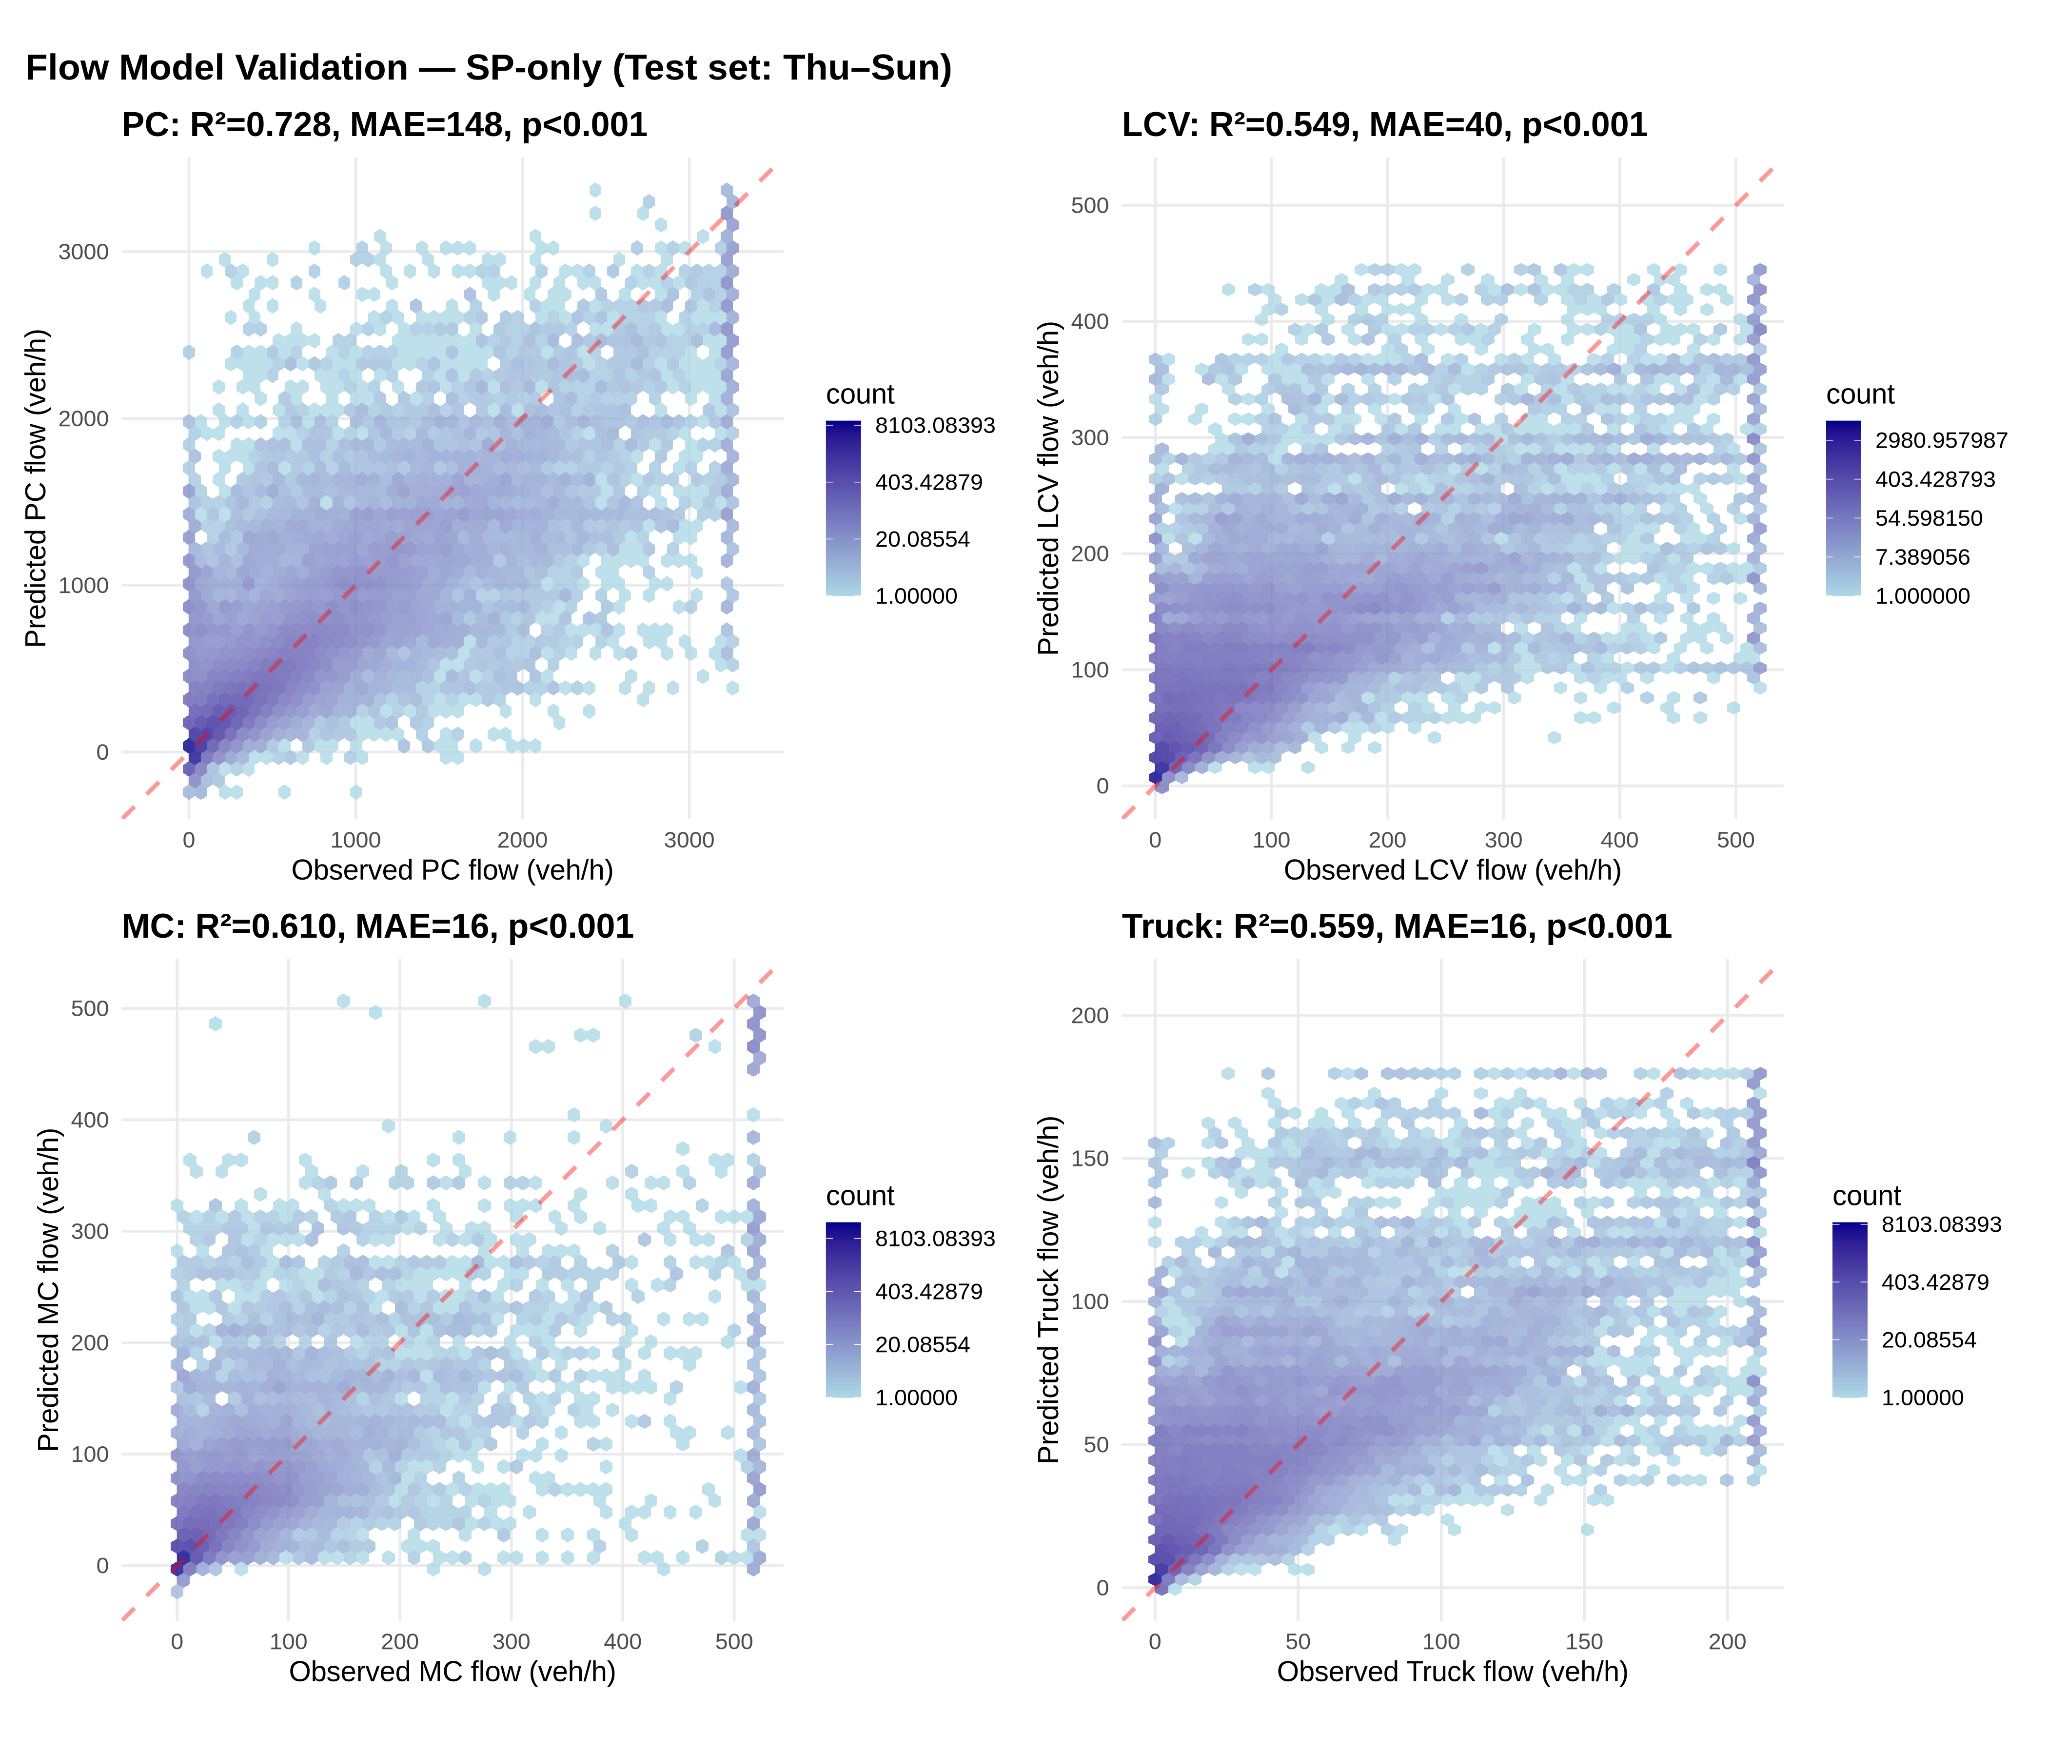 Flow Model Validation — SP-only (Test set: Thu–Sun)
PC: R²=0.728, MAE=148, p<0.001
Predicted PC flow (veh/h)
3000
2000
1000
0
0 1000 2000 3000
Observed PC flow (veh/h)
count
8103.08393
403.42879
20.08554
1.00000
LCV: R²=0.549, MAE=40, p<0.001
Predicted LCV flow (veh/h)
500
400
300
200
100
0
0 100 200 300 400 500
Observed LCV flow (veh/h)
count
2980.957987
403.428793
54.598150
7.389056
1.000000
MC: R²=0.610, MAE=16, p<0.001
Predicted MC flow (veh/h)
500
400
300
200
100
0
0 100 200 300 400 500
Observed MC flow (veh/h)
count
8103.08393
403.42879
20.08554
1.00000
Truck: R²=0.559, MAE=16, p<0.001
Predicted Truck flow (veh/h)
200
150
100
50
0
0 50 100 150 200
Observed Truck flow (veh/h)
count
8103.08393
403.42879
20.08554
1.00000